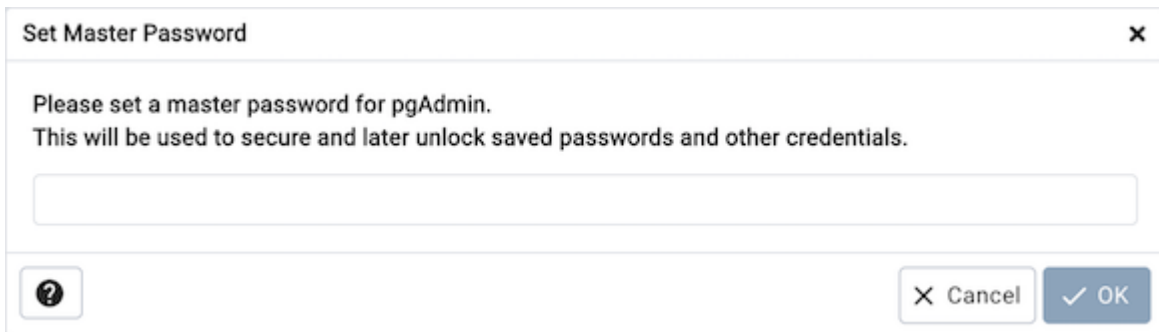 Set Master Password
Please set a master password for pgAdmin.
This will be used to secure and later unlock saved passwords and other credentials.
Cancel
OK